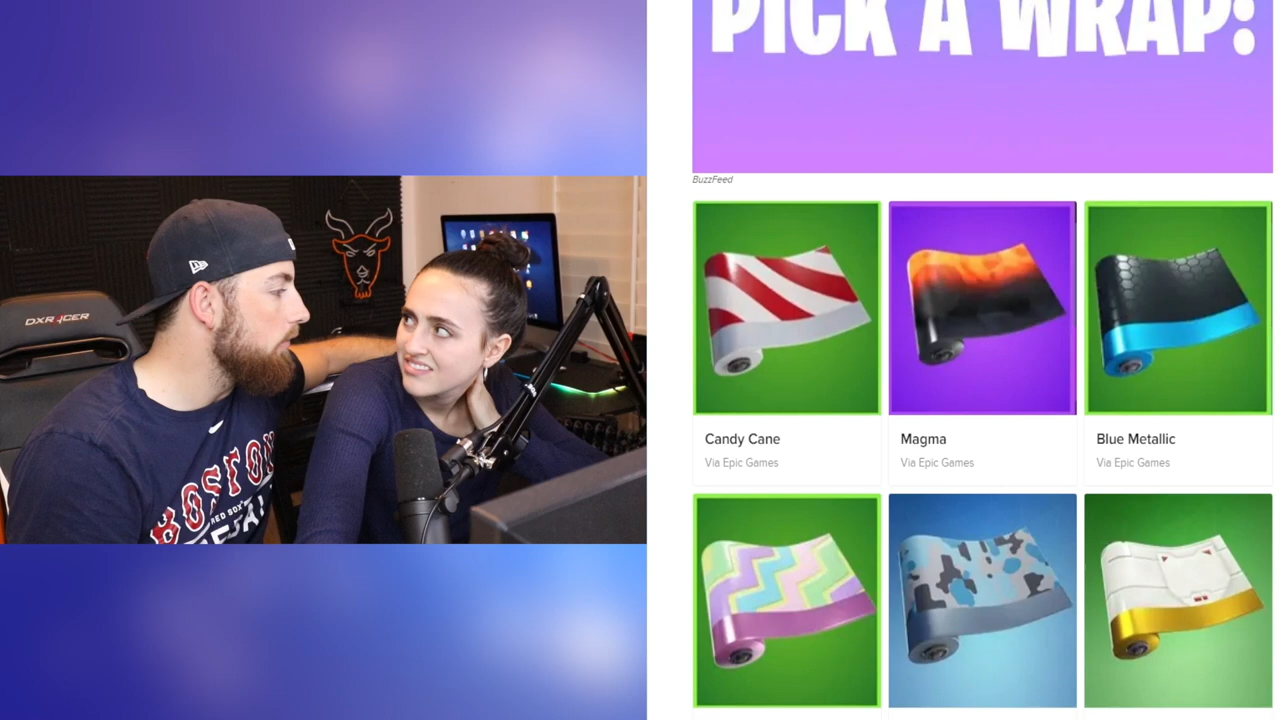 PICK A WRAP:
BuzzFeed
DXRACER
BOSTON
RED SOX
Candy Cane
Via Epic Games
Magma
Via Epic Games
Blue Metallic
Via Epic Games